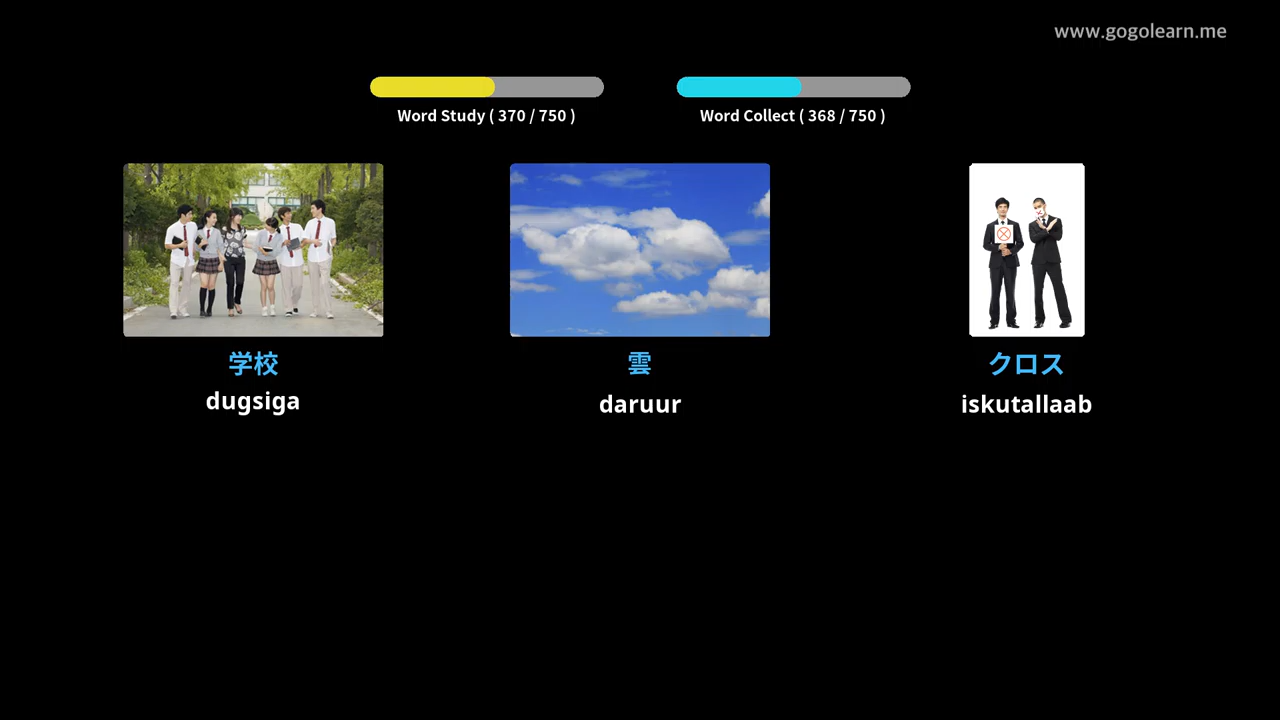 www.gogolearn.me
Word Study ( 370 / 750 )
Word Collect ( 368 / 750 )
学校
dugsiga
雲
daruur
クロス
iskutallaab